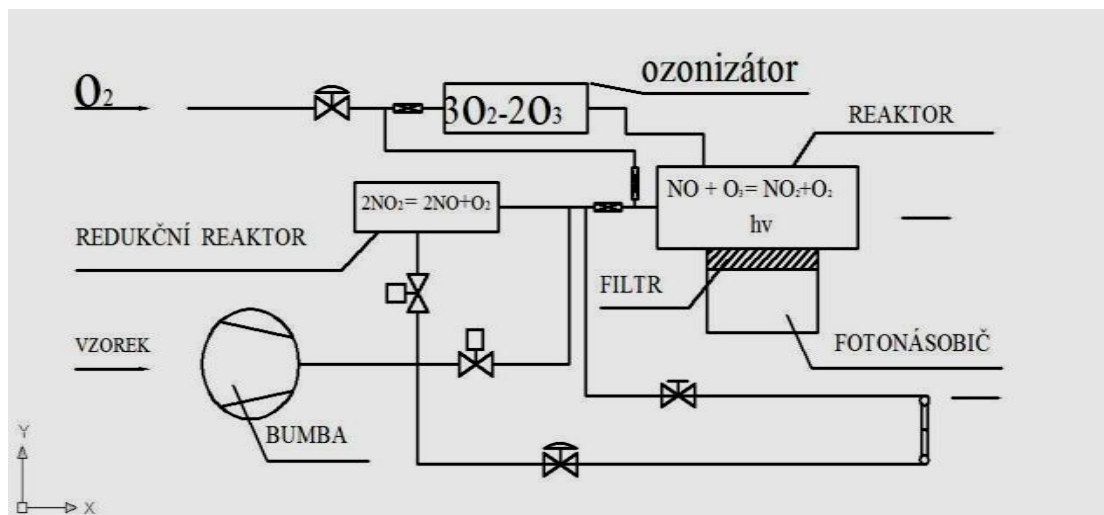 O₂
ozonizátor
3O₂-2O₃
REAKTOR
NO + O₃= NO₂+O₂
hv
2NO₂= 2NO+O₂
REDUKČNÍ REAKTOR
FILTR
VZOREK
FOTONÁSOBIČ
BUMBA
Y
X